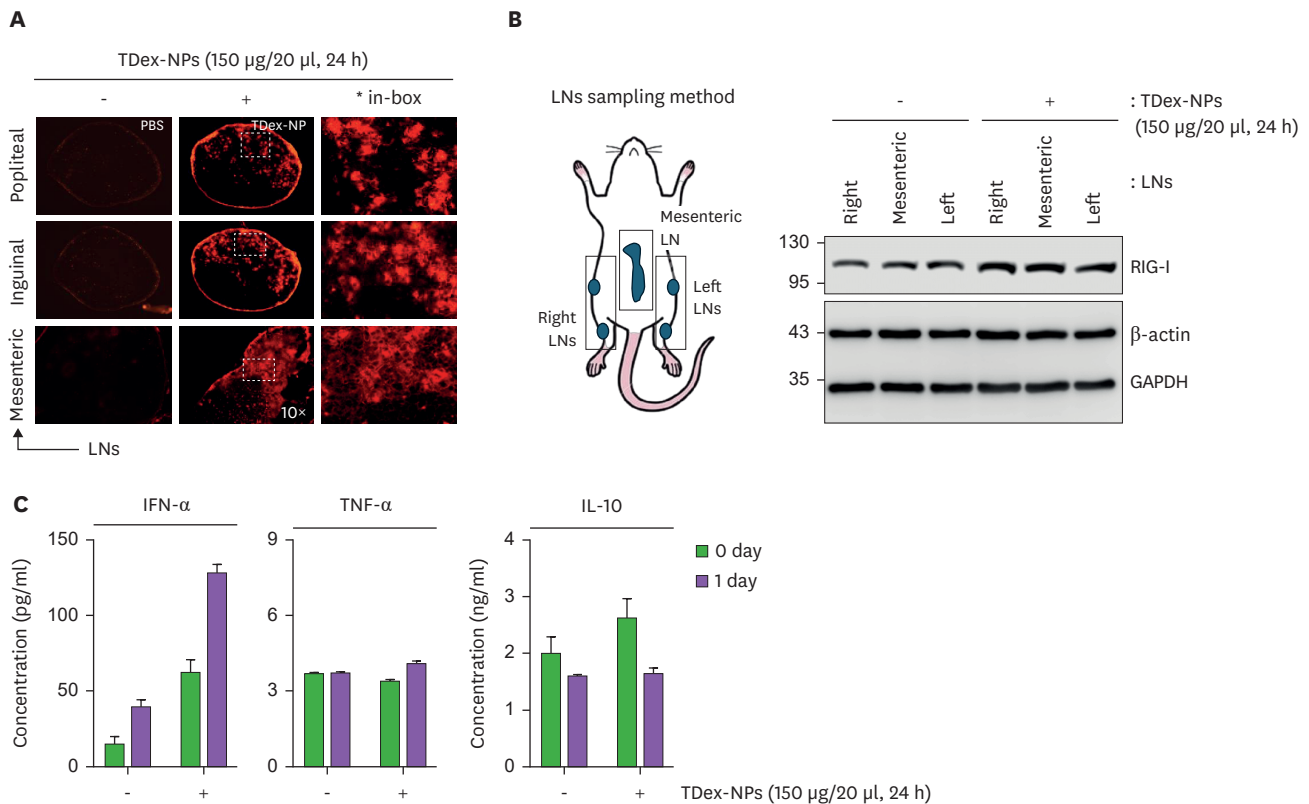 A
TDex-NPs (150 µg/20 µl, 24 h)
- + * in-box
PBS
TDex-NP
Popliteal
Inguinal
Mesenteric
10×
LNs
B
LNs sampling method
Mesenteric
LN
Left
LNs
Right
LNs
- + : TDex-NPs
(150 µg/20 µl, 24 h)
Right Mesenteric Left Right Mesenteric Left : LNs
130
95
RIG-I
43
β-actin
35
GAPDH
C
IFN-α
Concentration (pg/ml)
150
100
50
0
- +
TNF-α
9
6
3
0
- +
IL-10
Concentration (ng/ml)
4
3
2
1
0
- + TDex-NPs (150 µg/20 µl, 24 h)
0 day
1 day